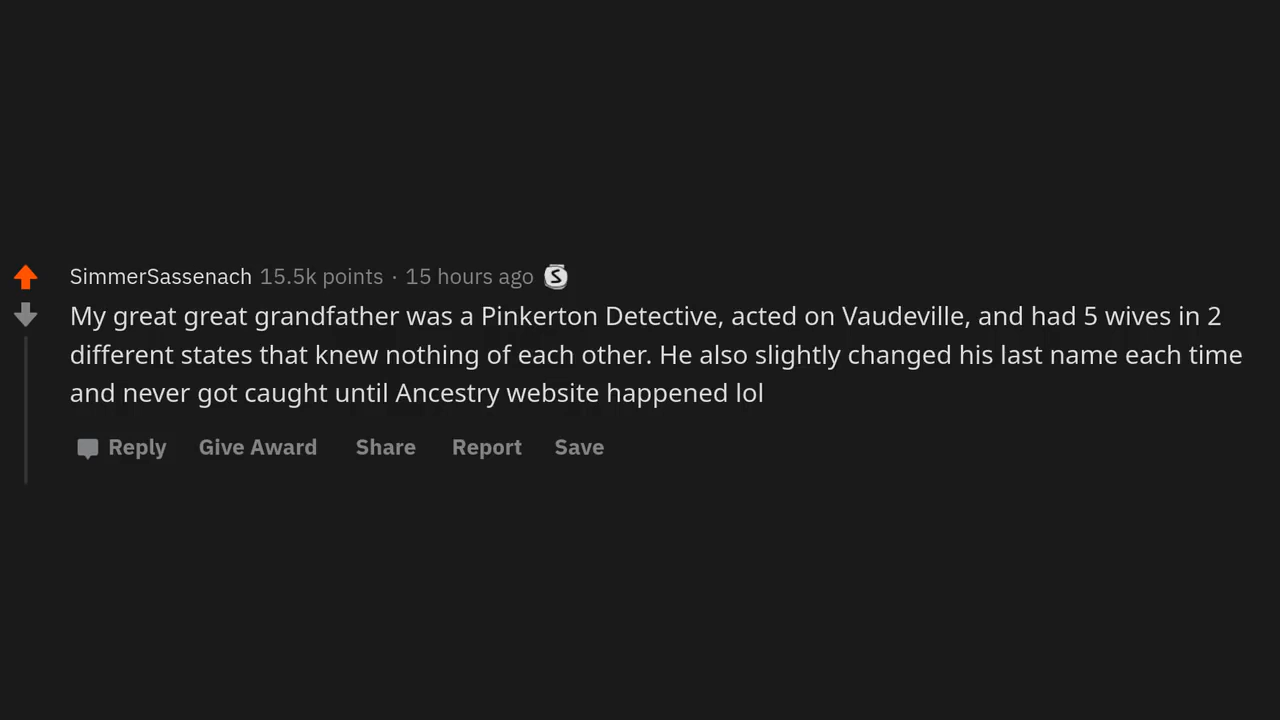 SimmerSassenach 15.5k points · 15 hours ago S
My great great grandfather was a Pinkerton Detective, acted on Vaudeville, and had 5 wives in 2
different states that knew nothing of each other. He also slightly changed his last name each time
and never got caught until Ancestry website happened lol
Reply Give Award Share Report Save